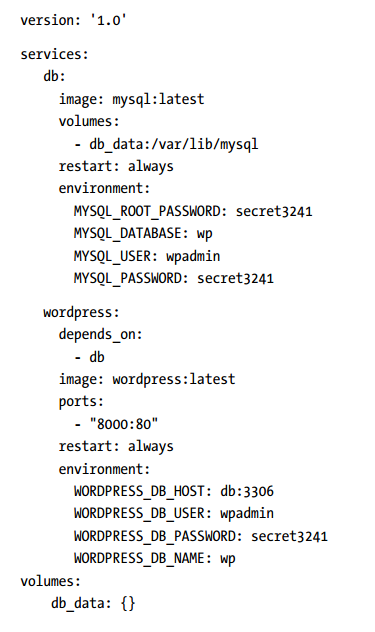 version: '1.0'
services:
db:
image: mysql:latest
volumes:
- db_data:/var/lib/mysql
restart: always
environment:
MYSQL_ROOT_PASSWORD: secret3241
MYSQL_DATABASE: wp
MYSQL_USER: wpadmin
MYSQL_PASSWORD: secret3241
wordpress:
depends_on:
- db
image: wordpress:latest
ports:
- "8000:80"
restart: always
environment:
WORDPRESS_DB_HOST: db:3306
WORDPRESS_DB_USER: wpadmin
WORDPRESS_DB_PASSWORD: secret3241
WORDPRESS_DB_NAME: wp
volumes:
db_data: {}